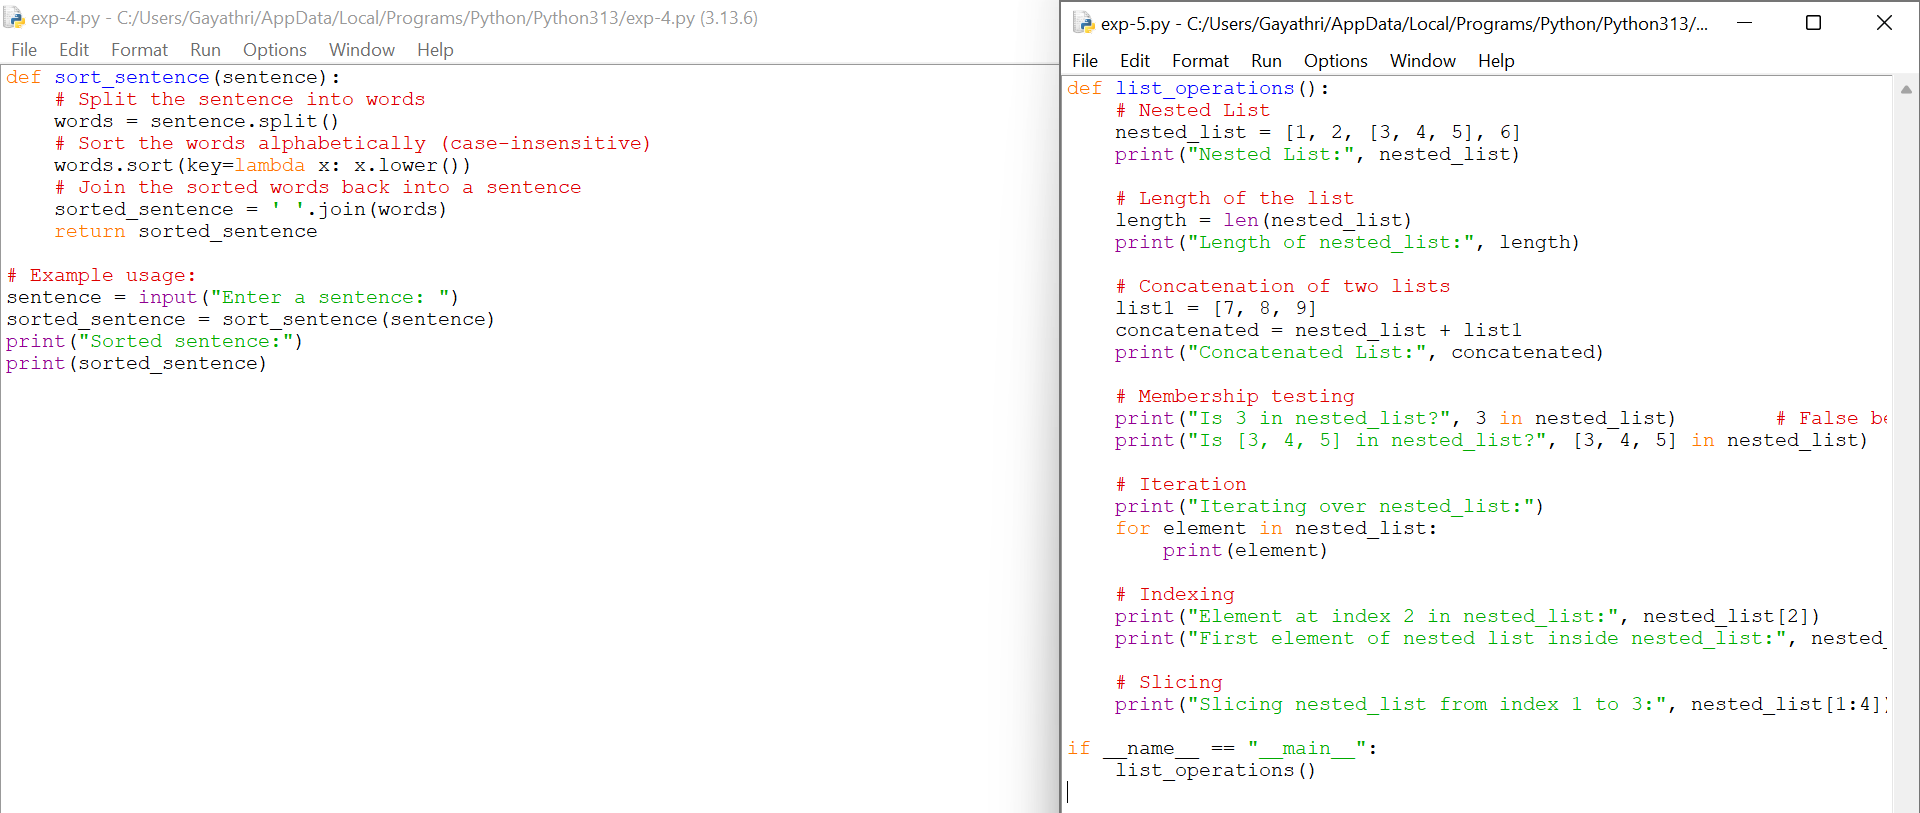 exp-4.py - C:/Users/Gayathri/AppData/Local/Programs/Python/Python313/exp-4.py (3.13.6)
File Edit Format Run Options Window Help
def sort_sentence(sentence):
    # Split the sentence into words
    words = sentence.split()
    # Sort the words alphabetically (case-insensitive)
    words.sort(key=lambda x: x.lower())
    # Join the sorted words back into a sentence
    sorted_sentence = ' '.join(words)
    return sorted_sentence

# Example usage:
sentence = input("Enter a sentence: ")
sorted_sentence = sort_sentence(sentence)
print("Sorted sentence:")
print(sorted_sentence)
exp-5.py - C:/Users/Gayathri/AppData/Local/Programs/Python/Python313/...
File Edit Format Run Options Window Help
def list_operations():
    # Nested List
    nested_list = [1, 2, [3, 4, 5], 6]
    print("Nested List:", nested_list)

    # Length of the list
    length = len(nested_list)
    print("Length of nested_list:", length)

    # Concatenation of two lists
    list1 = [7, 8, 9]
    concatenated = nested_list + list1
    print("Concatenated List:", concatenated)

    # Membership testing
    print("Is 3 in nested_list?", 3 in nested_list)        # False be
    print("Is [3, 4, 5] in nested_list?", [3, 4, 5] in nested_list)

    # Iteration
    print("Iterating over nested_list:")
    for element in nested_list:
        print(element)

    # Indexing
    print("Element at index 2 in nested_list:", nested_list[2])
    print("First element of nested list inside nested_list:", nested_

    # Slicing
    print("Slicing nested_list from index 1 to 3:", nested_list[1:4])

if __name__ == "__main__":
    list_operations()